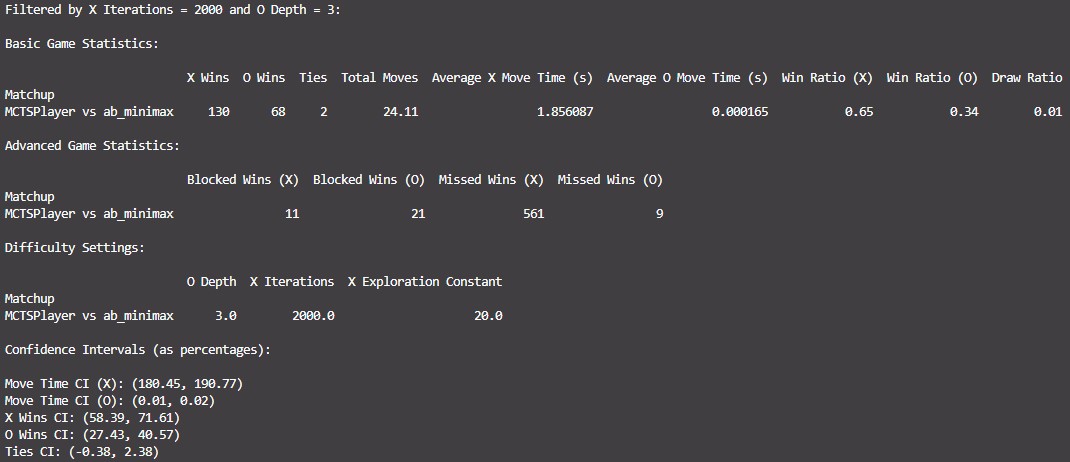 Filtered by X Iterations = 2000 and O Depth = 3:
Basic Game Statistics:
X Wins O Wins Ties Total Moves Average X Move Time (s) Average O Move Time (s) Win Ratio (X) Win Ratio (O) Draw Ratio
Matchup
MCTSPlayer vs ab_minimax 130 68 2 24.11 1.856087 0.000165 0.65 0.34 0.01
Advanced Game Statistics:
Blocked Wins (X) Blocked Wins (O) Missed Wins (X) Missed Wins (O)
Matchup
MCTSPlayer vs ab_minimax 11 21 561 9
Difficulty Settings:
O Depth X Iterations X Exploration Constant
Matchup
MCTSPlayer vs ab_minimax 3.0 2000.0 20.0
Confidence Intervals (as percentages):
Move Time CI (X): (180.45, 190.77)
Move Time CI (O): (0.01, 0.02)
X Wins CI: (58.39, 71.61)
O Wins CI: (27.43, 40.57)
Ties CI: (-0.38, 2.38)